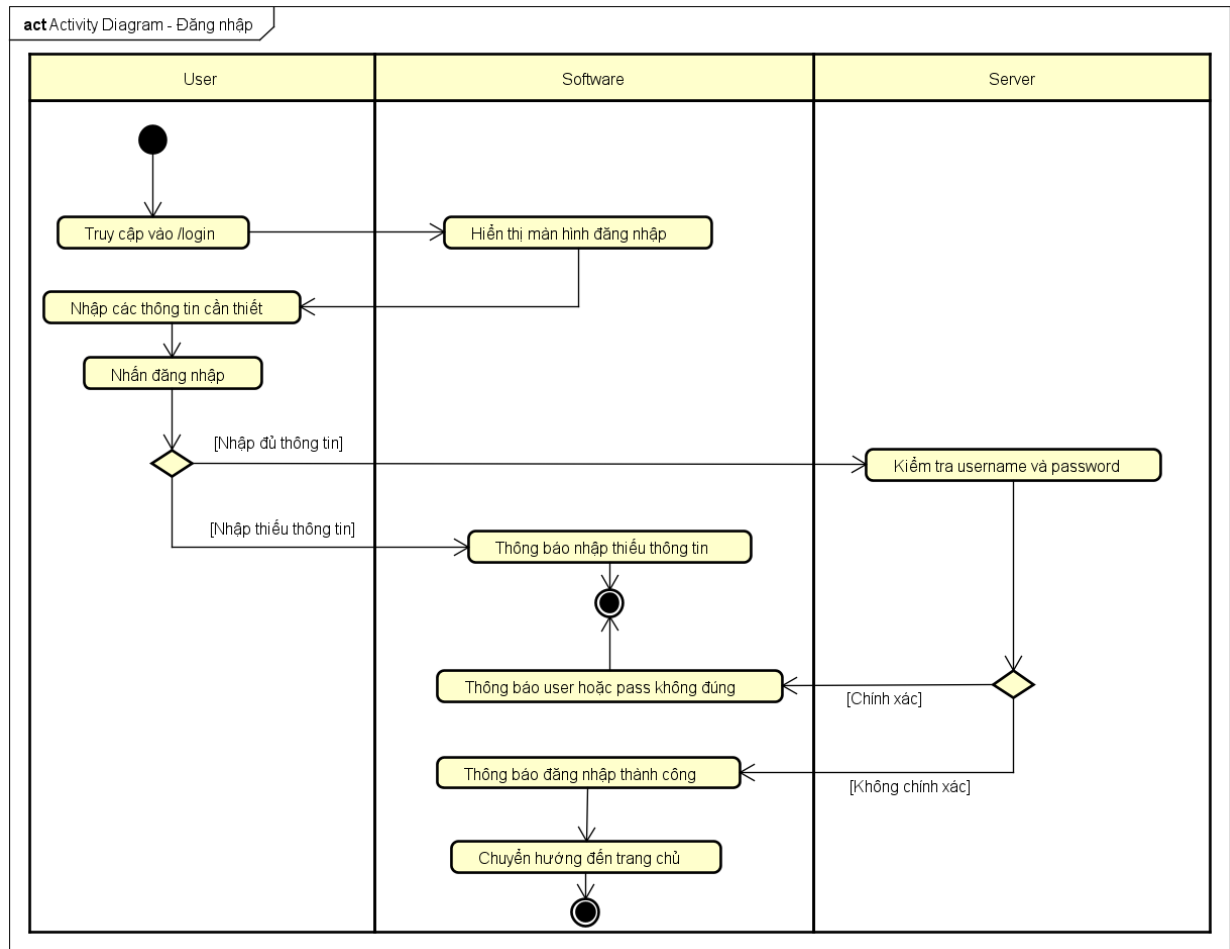 act Activity Diagram - Đăng nhập
User
Software
Server
Truy cập vào /login
Hiển thị màn hình đăng nhập
Nhập các thông tin cần thiết
Nhấn đăng nhập
[Nhập đủ thông tin]
Kiểm tra username và password
[Nhập thiếu thông tin]
Thông báo nhập thiếu thông tin
Thông báo user hoặc pass không đúng
[Chính xác]
Thông báo đăng nhập thành công
[Không chính xác]
Chuyển hướng đến trang chủ